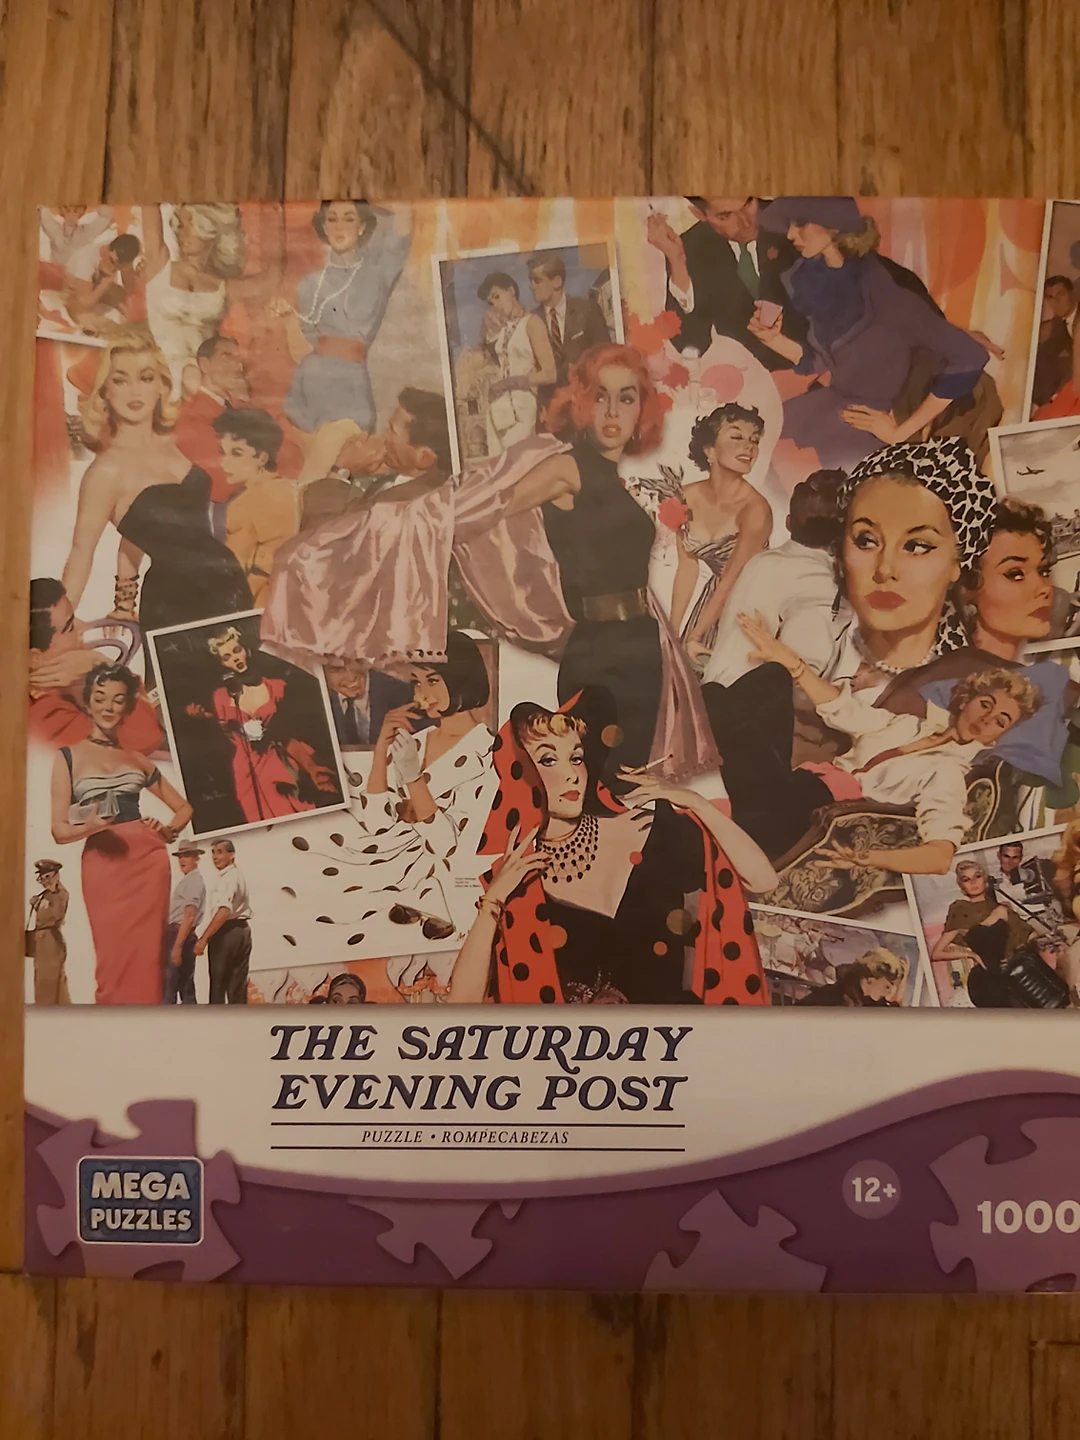 THE SATURDAY
EVENING POST
PUZZLE • ROMPECABEZAS
MEGA
PUZZLES
12+
1000